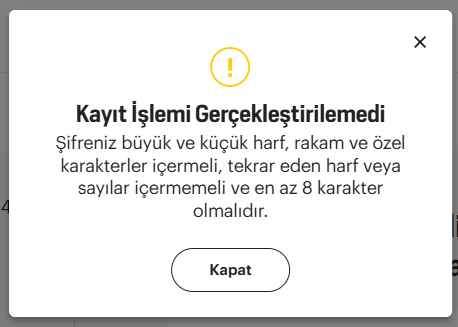 Kayıt İşlemi Gerçekleştirilemedi
Şifreniz büyük ve küçük harf, rakam ve özel
karakterler içermeli, tekrar eden harf veya
sayılar içermemeli ve en az 8 karakter
olmalıdır.
Kapat